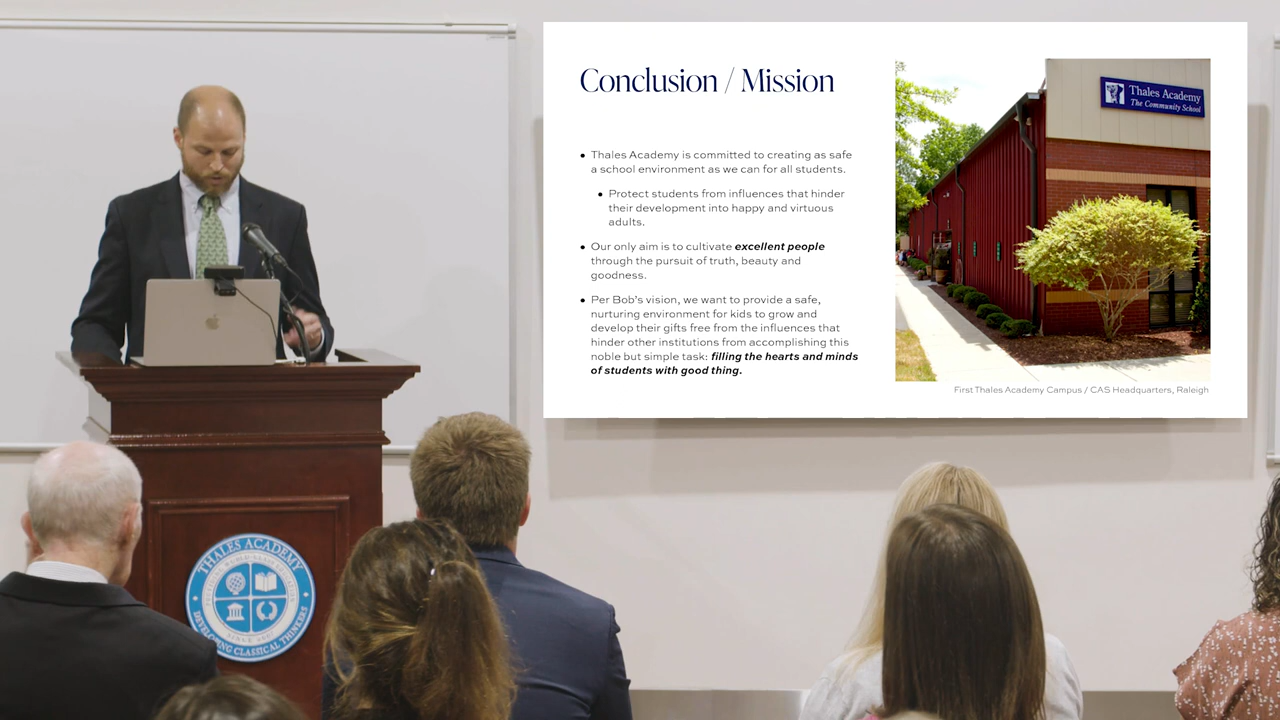 Conclusion / Mission
• Thales Academy is committed to creating as safe
a school environment as we can for all students.
• Protect students from influences that hinder
their development into happy and virtuous
adults.
• Our only aim is to cultivate excellent people
through the pursuit of truth, beauty and
goodness.
• Per Bob's vision, we want to provide a safe,
nurturing environment for kids to grow and
develop their gifts free from the influences that
hinder other institutions from accomplishing this
noble but simple task: filling the hearts and minds
of students with good thing.
Thales Academy
The Community School
First Thales Academy Campus / CAS Headquarters, Raleigh
THALES ACADEMY
DEVELOPING CLASSICAL THINKERS